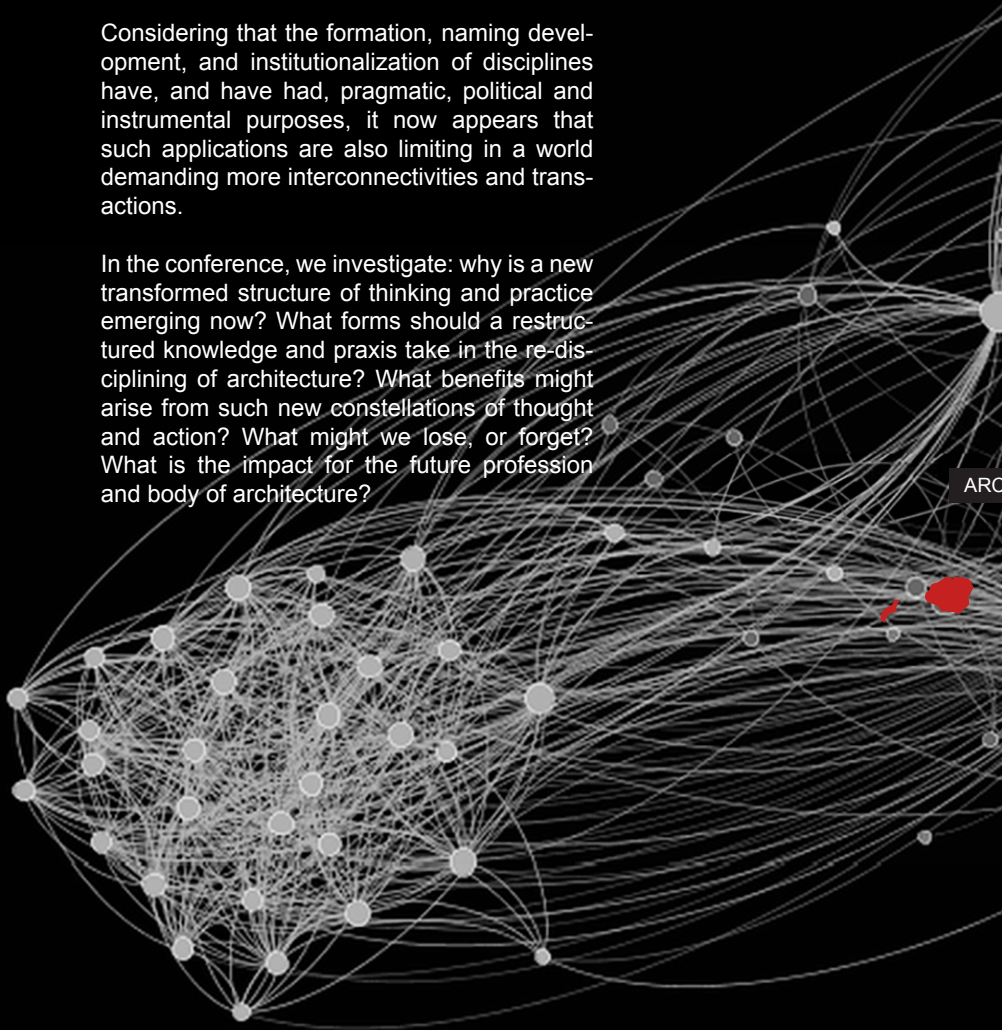 Considering that the formation, naming devel-
opment, and institutionalization of disciplines
have, and have had, pragmatic, political and
instrumental purposes, it now appears that
such applications are also limiting in a world
demanding more interconnectivities and trans-
actions.
In the conference, we investigate: why is a new
transformed structure of thinking and practice
emerging now? What forms should a restruc-
tured knowledge and praxis take in the re-dis-
ciplining of architecture? What benefits might
arise from such new constellations of thought
and action? What might we lose, or forget?
What is the impact for the future profession
and body of architecture?
ARC